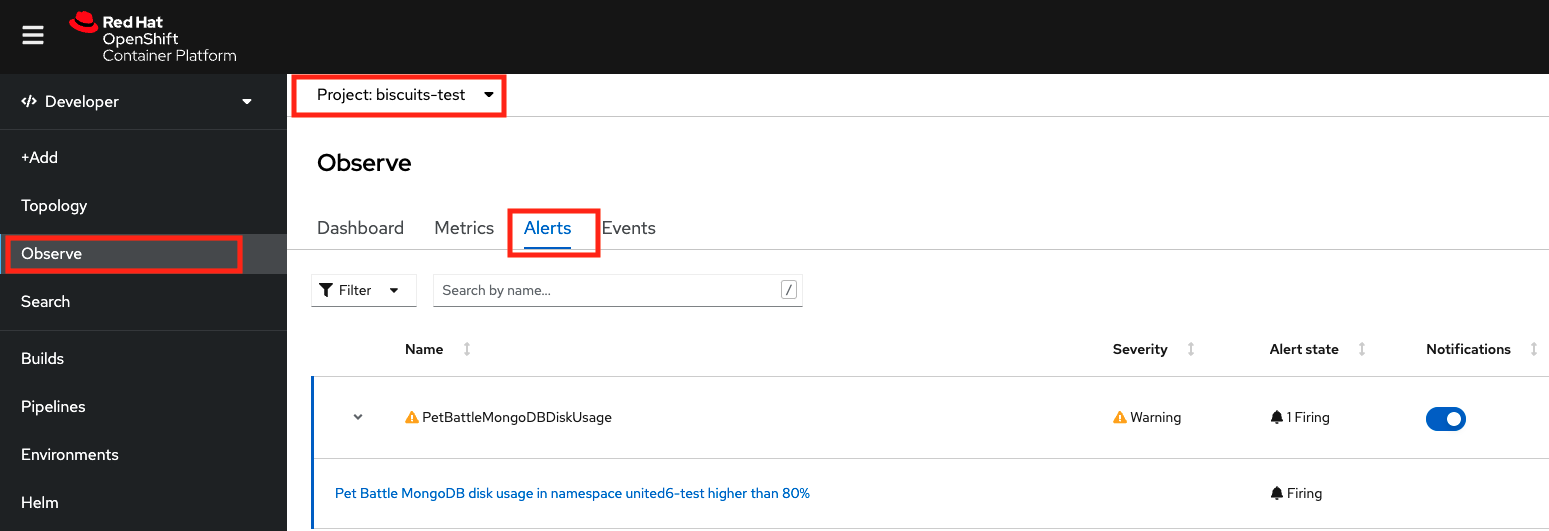 Red Hat
OpenShift
Container Platform
Developer
+Add
Topology
Observe
Search
Builds
Pipelines
Environments
Helm
Project: biscuits-test
Observe
Dashboard Metrics Alerts Events
Filter Search by name... /
Name Severity Alert state Notifications
PetBattleMongoDBDiskUsage Warning 1 Firing
Pet Battle MongoDB disk usage in namespace united6-test higher than 80% Firing